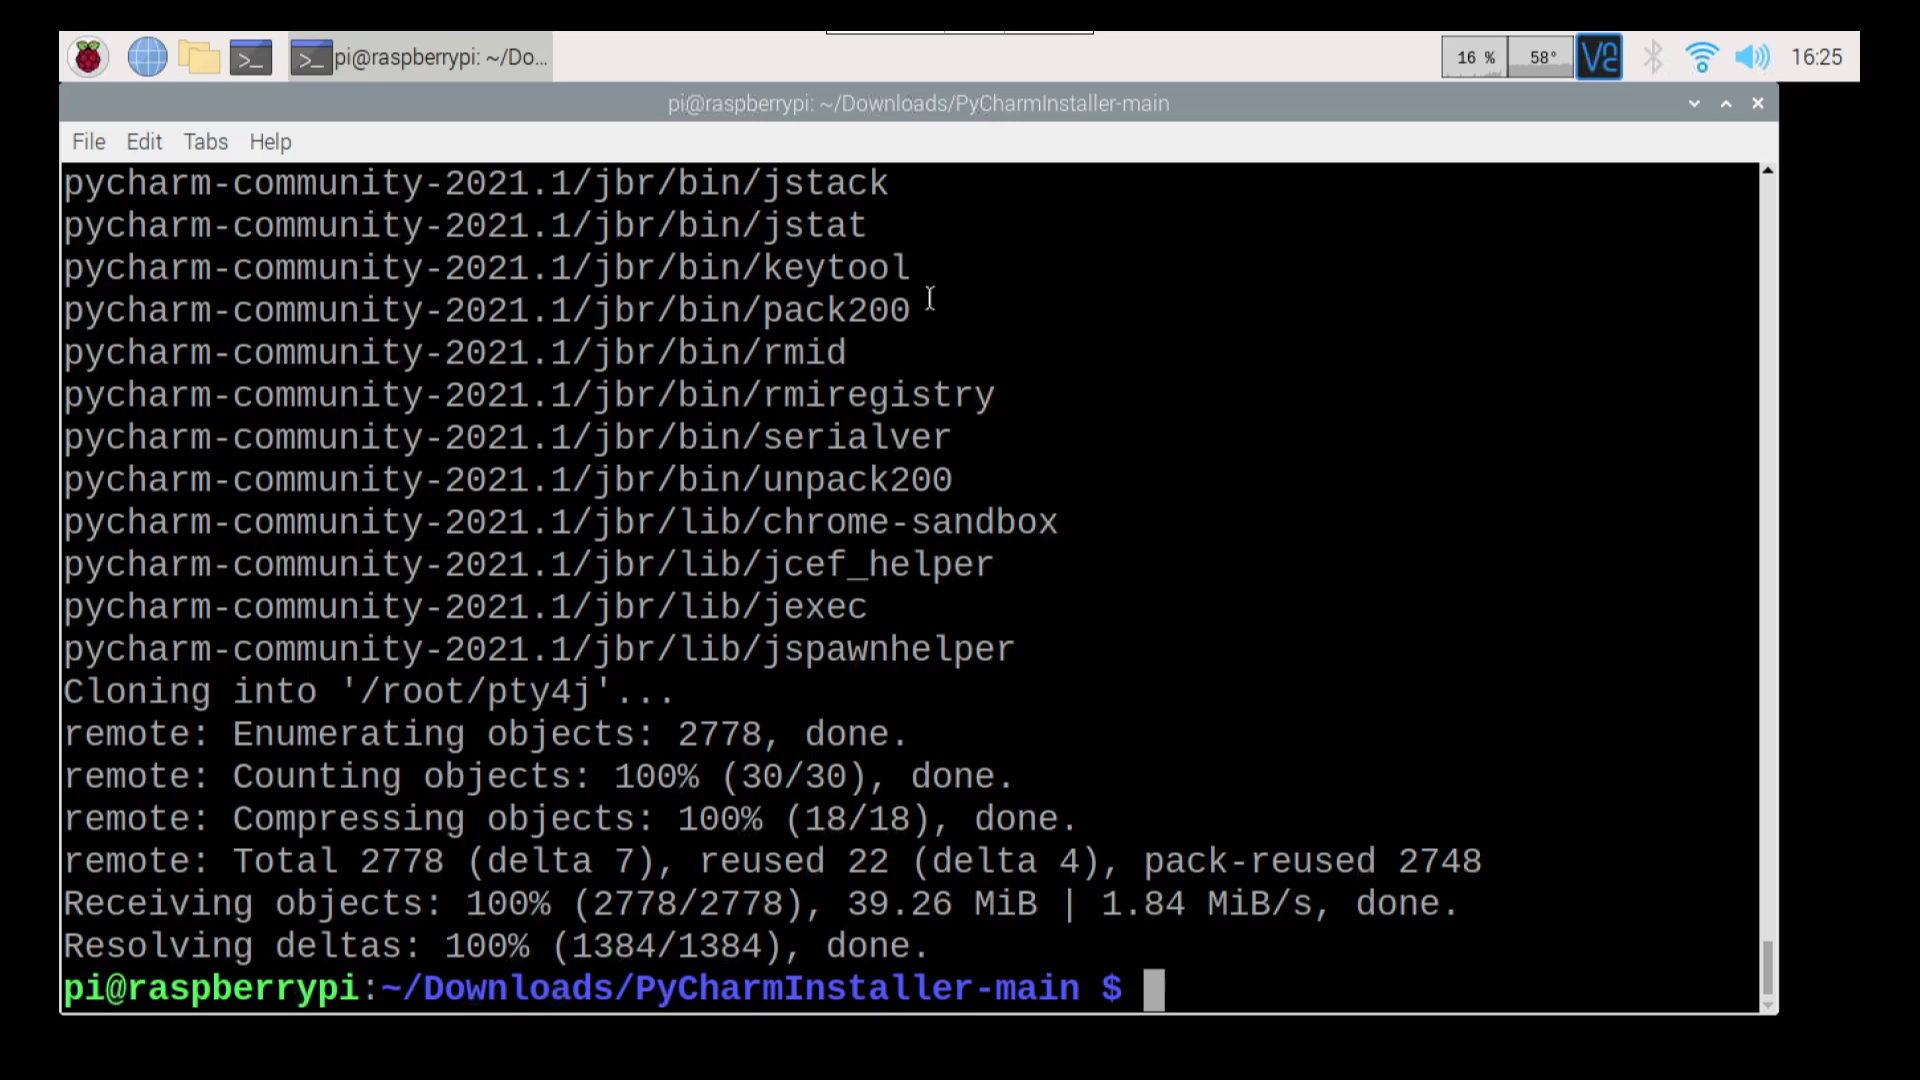 pi@raspberrypi: ~/Do...
16 %
58°
16:25
pi@raspberrypi: ~/Downloads/PyCharmInstaller-main
File Edit Tabs Help
pycharm-community-2021.1/jbr/bin/jstack
pycharm-community-2021.1/jbr/bin/jstat
pycharm-community-2021.1/jbr/bin/keytool
pycharm-community-2021.1/jbr/bin/pack200
pycharm-community-2021.1/jbr/bin/rmid
pycharm-community-2021.1/jbr/bin/rmiregistry
pycharm-community-2021.1/jbr/bin/serialver
pycharm-community-2021.1/jbr/bin/unpack200
pycharm-community-2021.1/jbr/lib/chrome-sandbox
pycharm-community-2021.1/jbr/lib/jcef_helper
pycharm-community-2021.1/jbr/lib/jexec
pycharm-community-2021.1/jbr/lib/jspawnhelper
Cloning into '/root/pty4j'...
remote: Enumerating objects: 2778, done.
remote: Counting objects: 100% (30/30), done.
remote: Compressing objects: 100% (18/18), done.
remote: Total 2778 (delta 7), reused 22 (delta 4), pack-reused 2748
Receiving objects: 100% (2778/2778), 39.26 MiB | 1.84 MiB/s, done.
Resolving deltas: 100% (1384/1384), done.
pi@raspberrypi:~/Downloads/PyCharmInstaller-main $